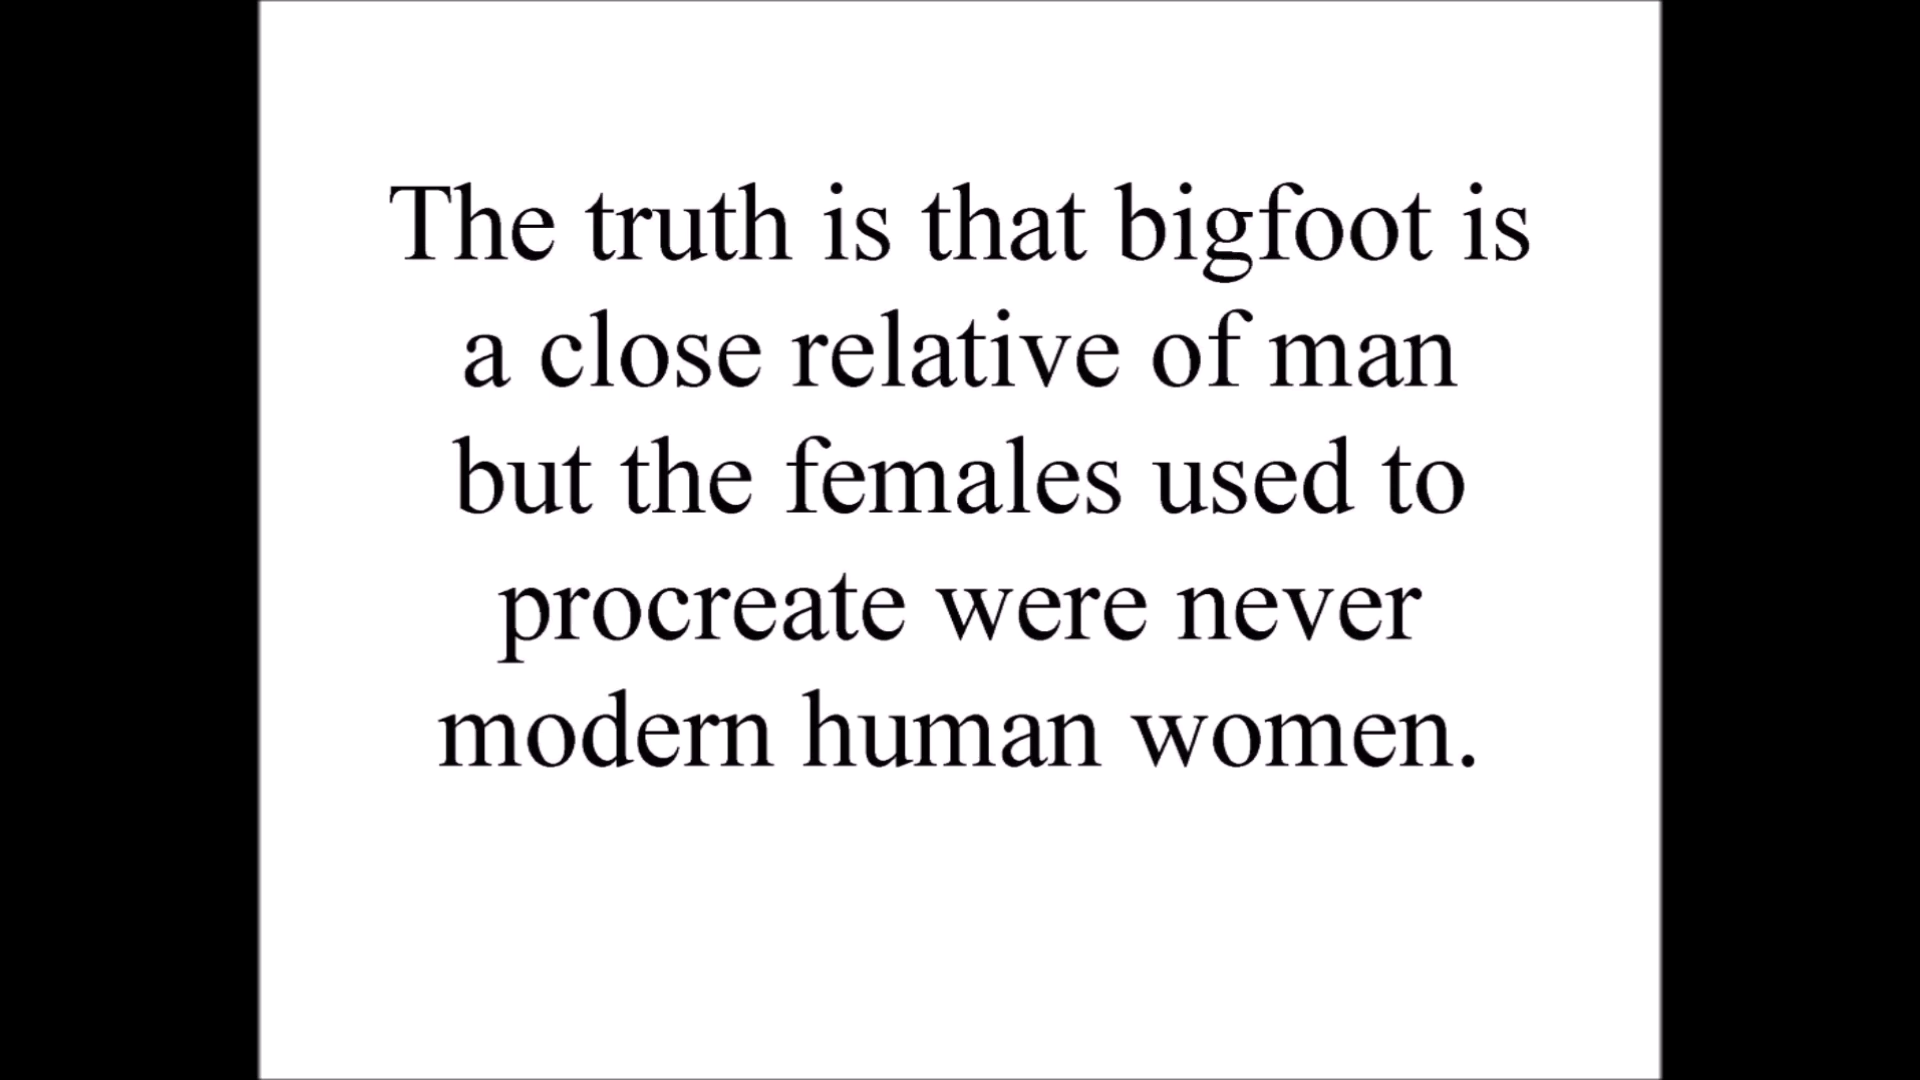 The truth is that bigfoot is
a close relative of man
but the females used to
procreate were never
modern human women.